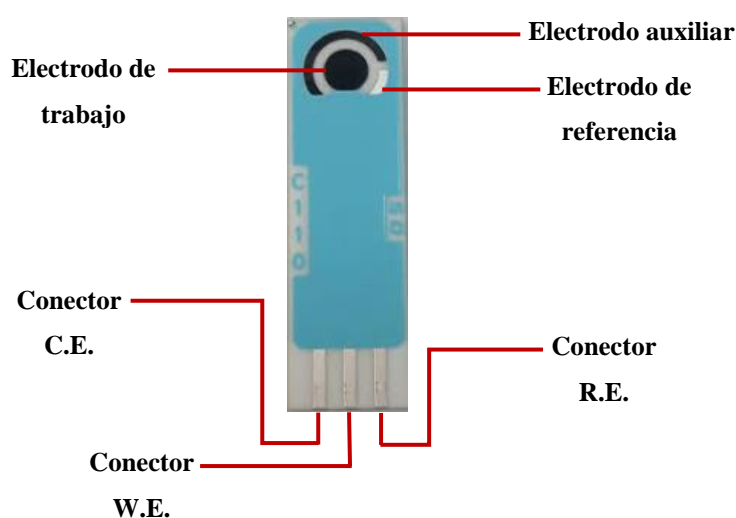 Electrodo auxiliar
Electrodo de
trabajo
Electrodo de
referencia
C110
Conector
C.E.
Conector
R.E.
Conector
W.E.